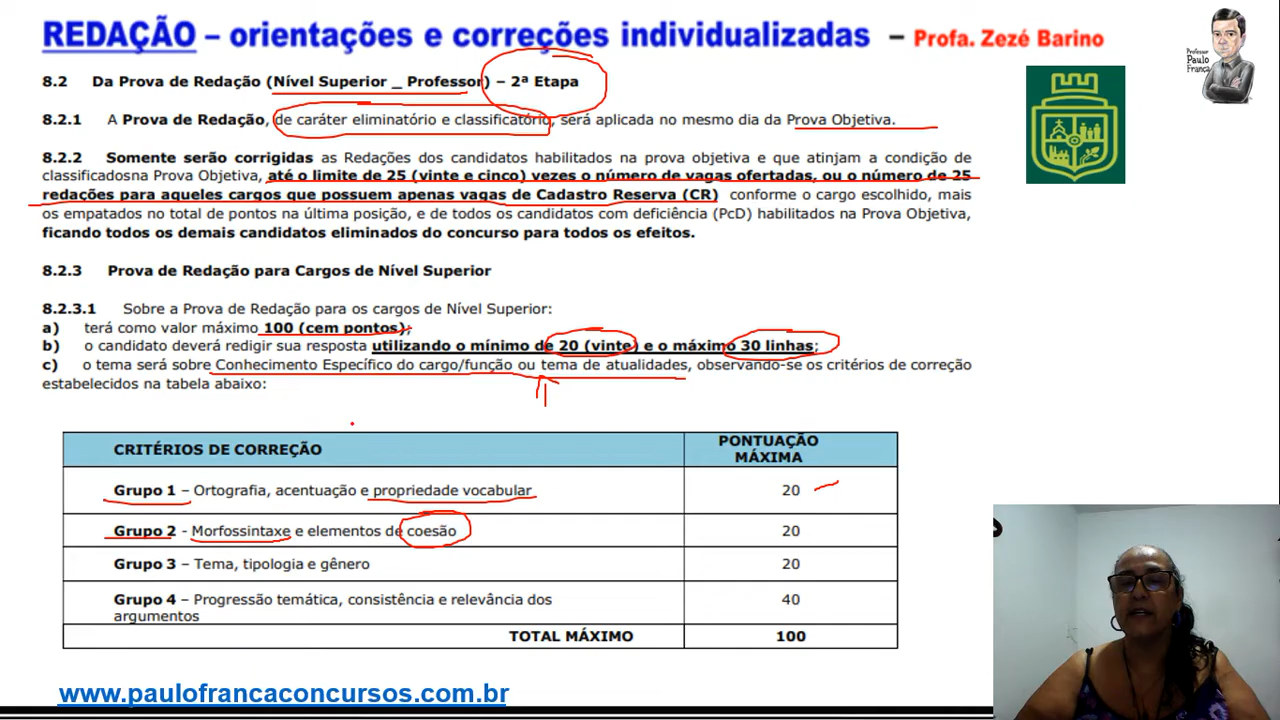 REDAÇÃO – orientações e correções individualizadas – Profa. Zezé Barino
Professor
Paulo
França
8.2 Da Prova de Redação (Nível Superior _ Professor) – 2ª Etapa
8.2.1 A Prova de Redação, de caráter eliminatório e classificatório, será aplicada no mesmo dia da Prova Objetiva.
8.2.2 Somente serão corrigidas as Redações dos candidatos habilitados na prova objetiva e que atinjam a condição de
classificadosna Prova Objetiva, até o limite de 25 (vinte e cinco) vezes o número de vagas ofertadas, ou o número de 25
redações para aqueles cargos que possuem apenas vagas de Cadastro Reserva (CR) conforme o cargo escolhido, mais
os empatados no total de pontos na última posição, e de todos os candidatos com deficiência (PcD) habilitados na Prova Objetiva,
ficando todos os demais candidatos eliminados do concurso para todos os efeitos.
8.2.3 Prova de Redação para Cargos de Nível Superior
8.2.3.1 Sobre a Prova de Redação para os cargos de Nível Superior:
a) terá como valor máximo 100 (cem pontos);
b) o candidato deverá redigir sua resposta utilizando o mínimo de 20 (vinte) e o máximo 30 linhas;
c) o tema será sobre Conhecimento Específico do cargo/função ou tema de atualidades, observando-se os critérios de correção
estabelecidos na tabela abaixo:
CRITÉRIOS DE CORREÇÃO PONTUAÇÃO
MÁXIMA
Grupo 1 – Ortografia, acentuação e propriedade vocabular 20
Grupo 2 - Morfossintaxe e elementos de coesão 20
Grupo 3 – Tema, tipologia e gênero 20
Grupo 4 – Progressão temática, consistência e relevância dos 40
argumentos
TOTAL MÁXIMO 100
www.paulofrancaconcursos.com.br